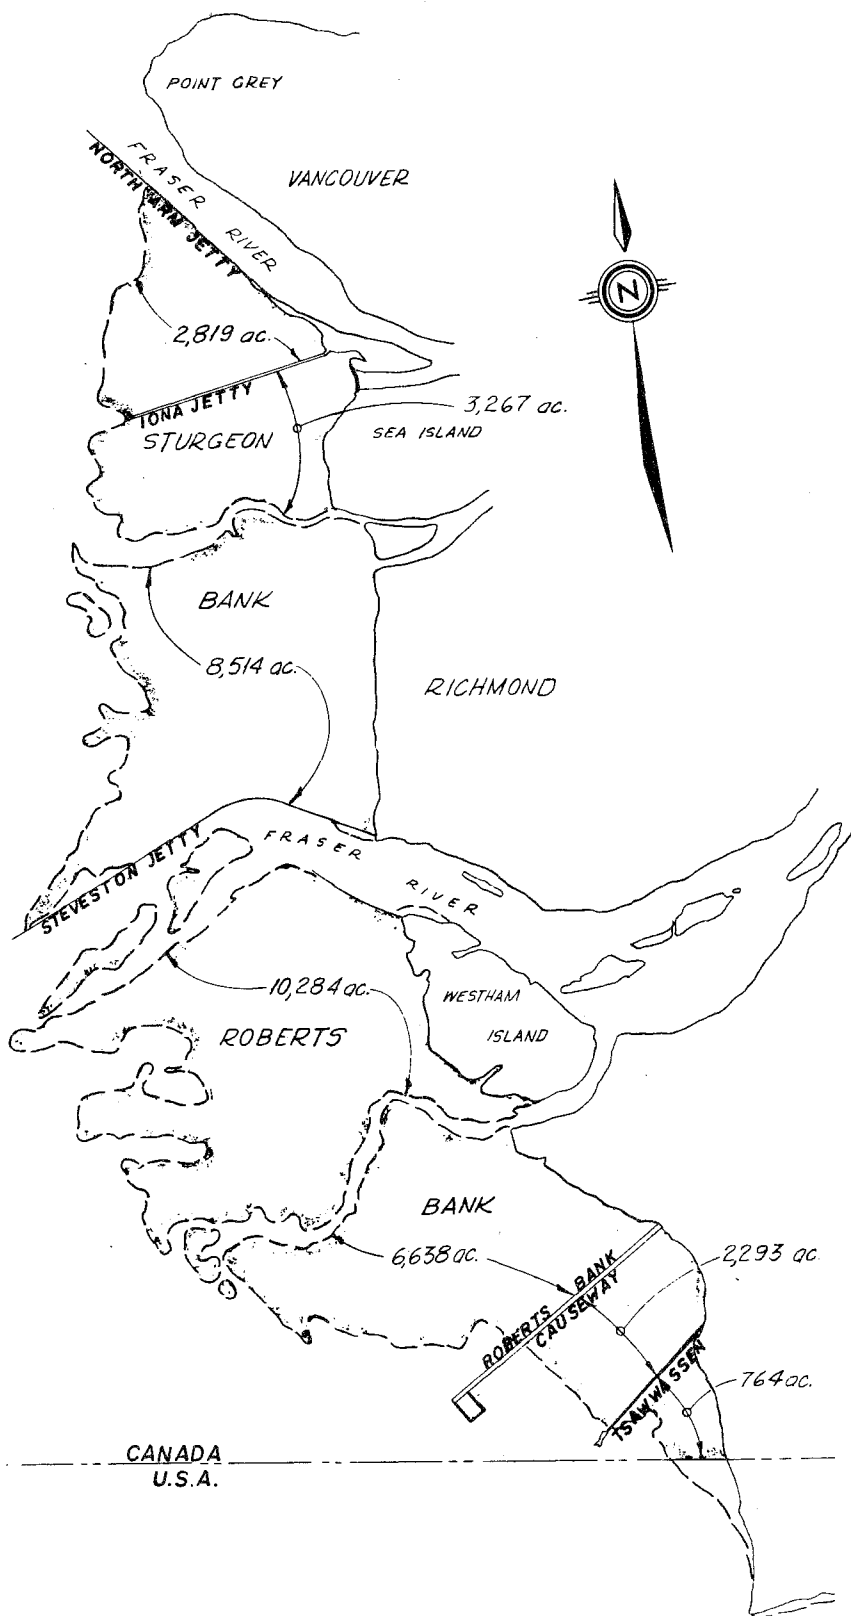 POINT GREY
FRASER
RIVER
NORTH ARM JETTY
VANCOUVER
N
2,819 ac.
IONA JETTY
3,267 ac.
STURGEON
SEA ISLAND
BANK
8,514 ac.
RICHMOND
STEVESTON JETTY
FRASER
RIVER
10,284 ac.
WESTHAM
ISLAND
ROBERTS
BANK
6,638 ac.
2,293 ac.
ROBERTS BANK
CAUSEWAY
TSAWWASSEN
764 ac.
CANADA
U.S.A.